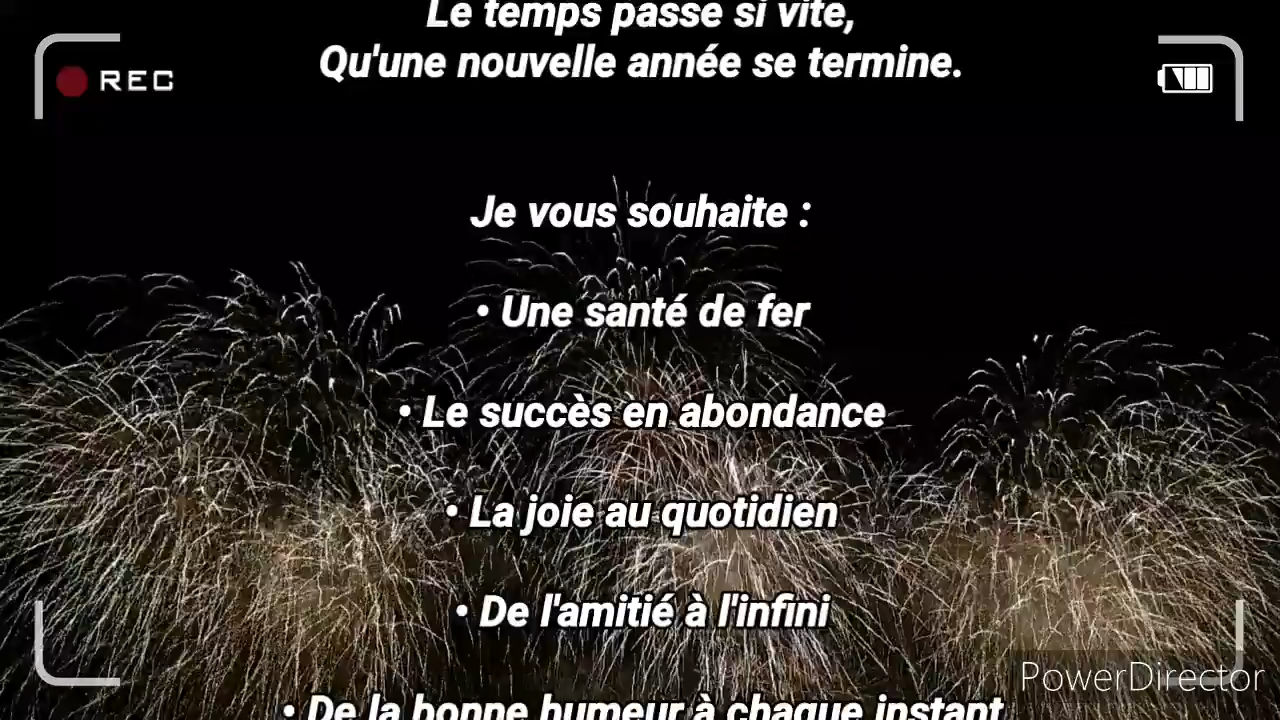 Le temps passe si vite,
Qu'une nouvelle année se termine.
REC
Je vous souhaite :
• Une santé de fer
• Le succès en abondance
• La joie au quotidien
• De l'amitié à l'infini
• De la bonne humeur à chaque instant
PowerDirector